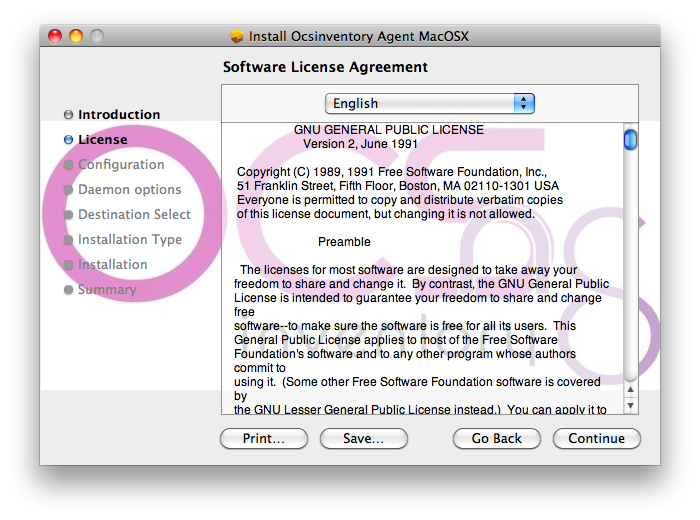 Install Ocsinventory Agent MacOSX
Software License Agreement
Introduction
License
Configuration
Daemon options
Destination Select
Installation Type
Installation
Summary
English
GNU GENERAL PUBLIC LICENSE
Version 2, June 1991
Copyright (C) 1989, 1991 Free Software Foundation, Inc.,
51 Franklin Street, Fifth Floor, Boston, MA 02110-1301 USA
Everyone is permitted to copy and distribute verbatim copies
of this license document, but changing it is not allowed.
Preamble
The licenses for most software are designed to take away your
freedom to share and change it.  By contrast, the GNU General Public
License is intended to guarantee your freedom to share and change
free
software--to make sure the software is free for all its users.  This
General Public License applies to most of the Free Software
Foundation's software and to any other program whose authors
commit to
using it.  (Some other Free Software Foundation software is covered
by
the GNU Lesser General Public License instead.)  You can apply it to
OCS ng
inventory
Print...
Save...
Go Back
Continue